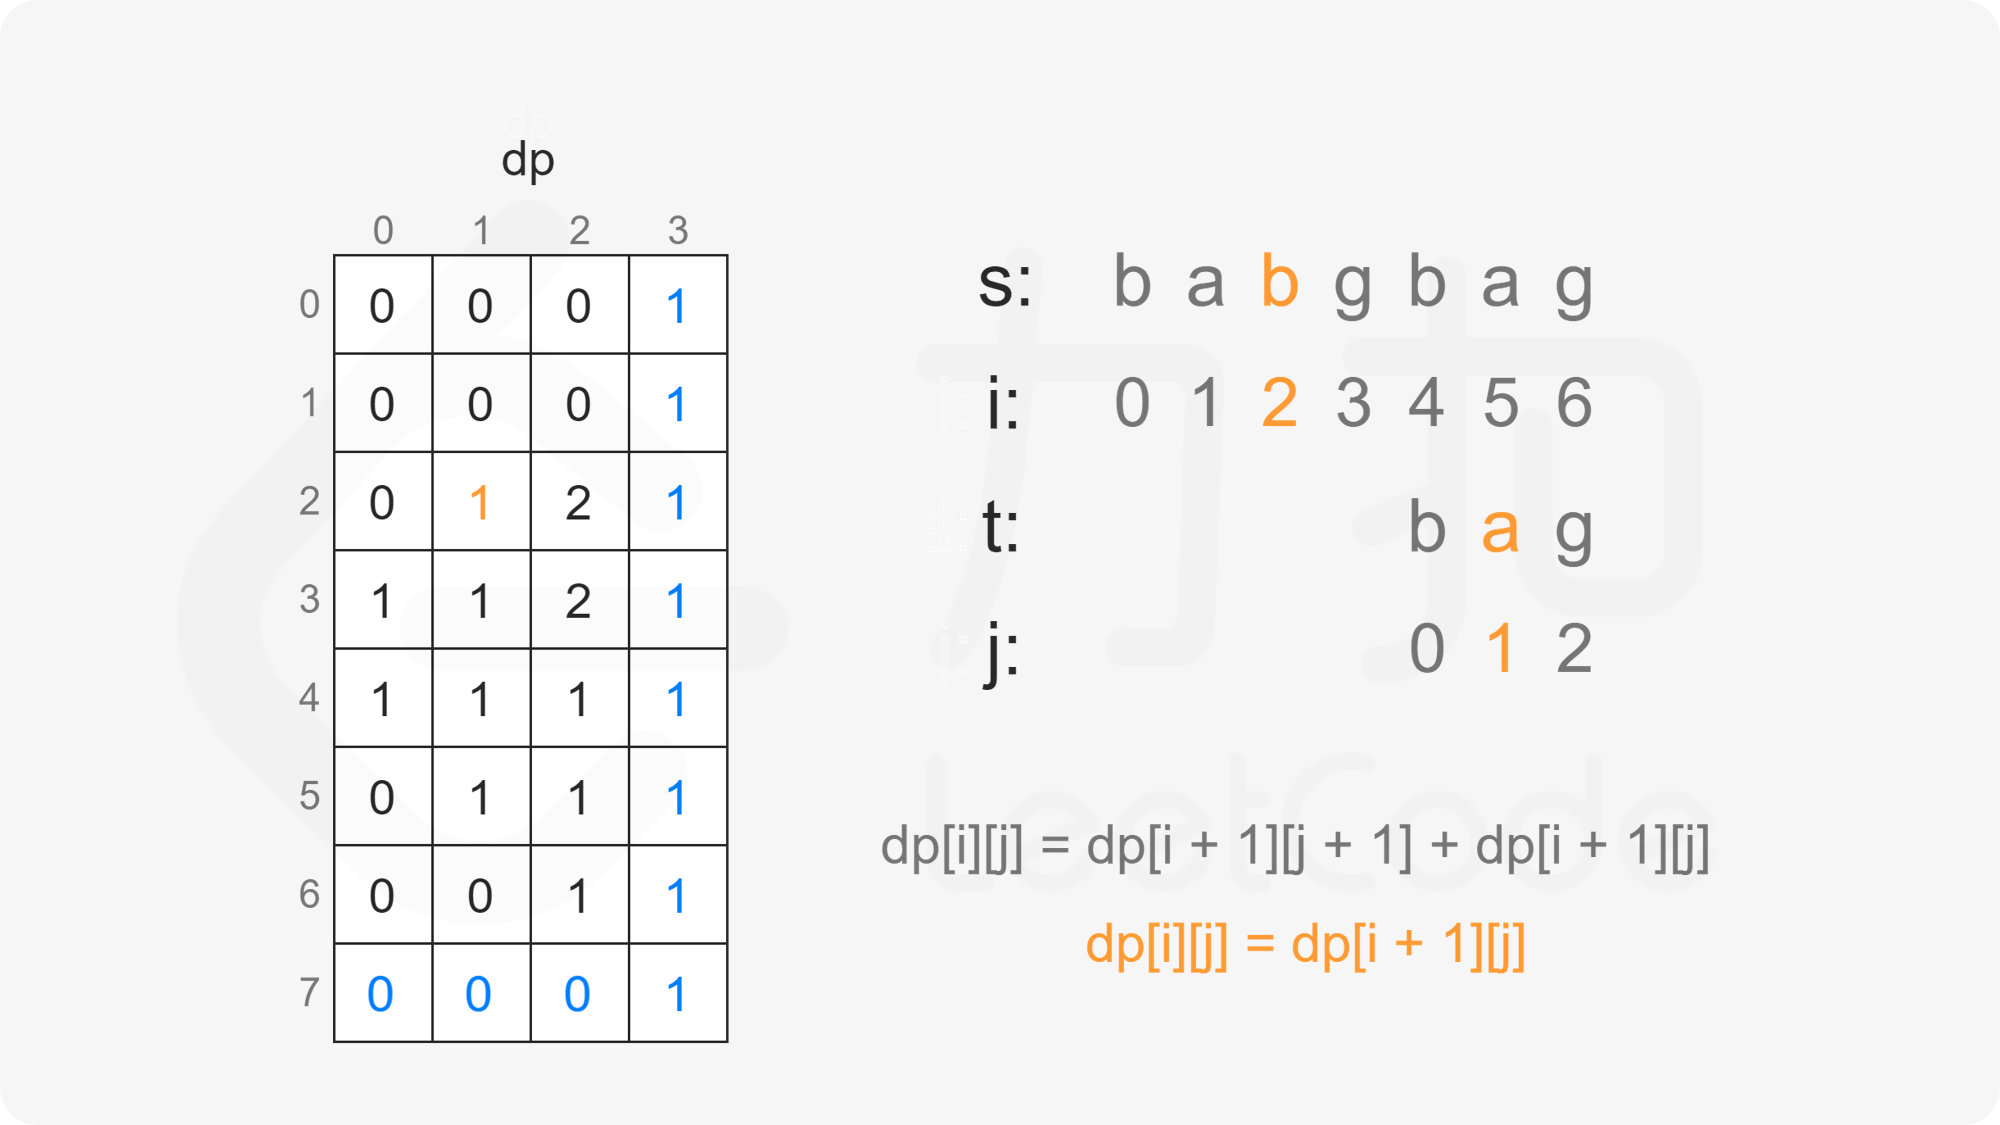 dp
0 1 2 3
0 0 0 0 1
1 0 0 0 1
2 0 1 2 1
3 1 1 2 1
4 1 1 1 1
5 0 1 1 1
6 0 0 1 1
7 0 0 0 1
s: b a b g b a g
i: 0 1 2 3 4 5 6
t: b a g
j: 0 1 2
力扣
LeetCode
dp[i][j] = dp[i + 1][j + 1] + dp[i + 1][j]
dp[i][j] = dp[i + 1][j]